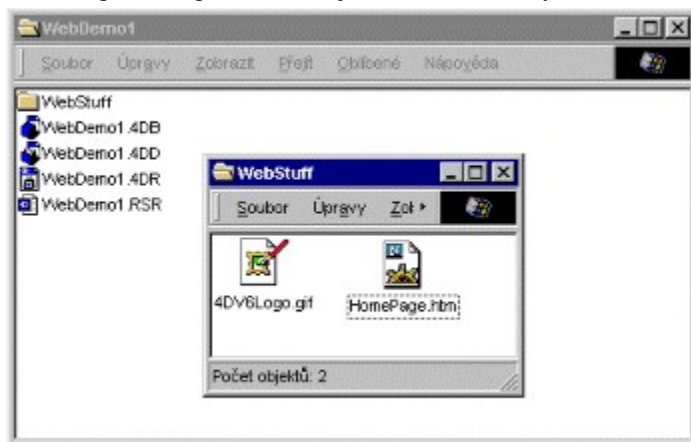 WebDemo1
Soubor Úpravy Zobrazit Přejít Oblíbené Nápověda
WebStuff
WebDemo1.4DB
WebDemo1.4DD
WebDemo1.4DR
WebDemo1.RSR
WebStuff
Soubor Úpravy Zob
4DV6Logo.gif HomePage.htm
Počet objektů: 2